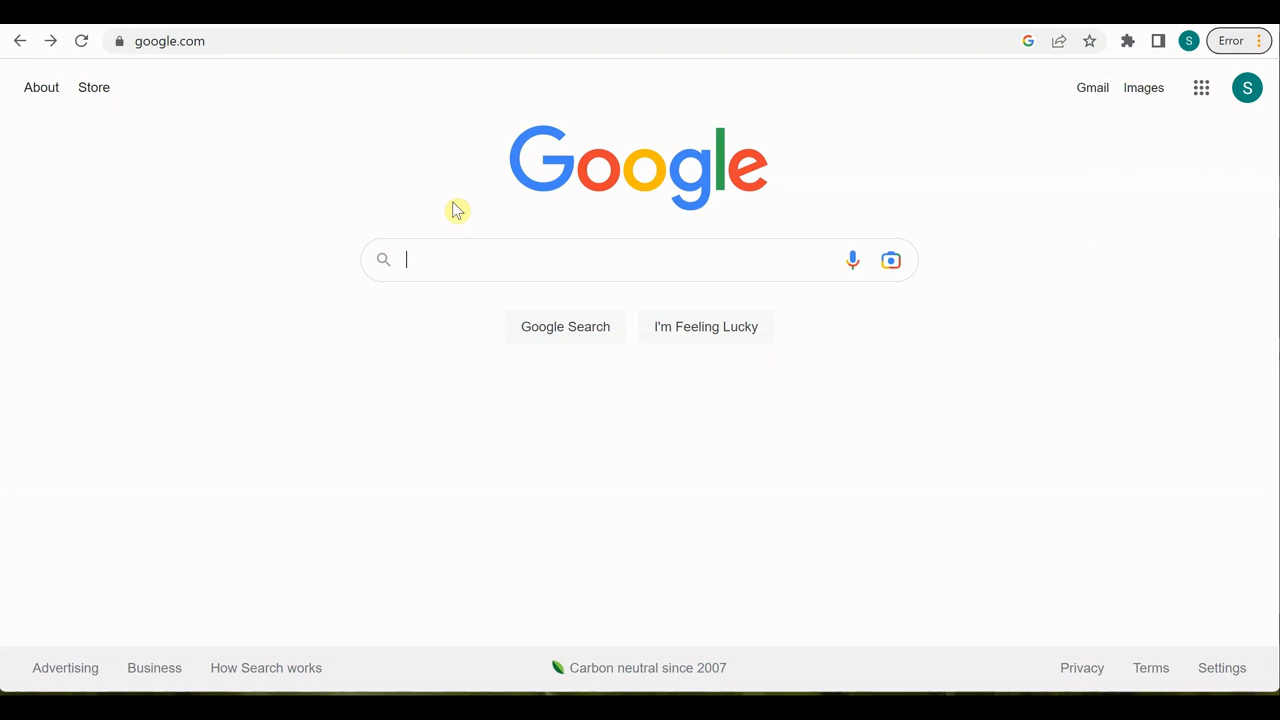 google.com
S
Error
About Store
Gmail Images
S
Google
Google Search I'm Feeling Lucky
Advertising Business How Search works
Carbon neutral since 2007
Privacy Terms Settings